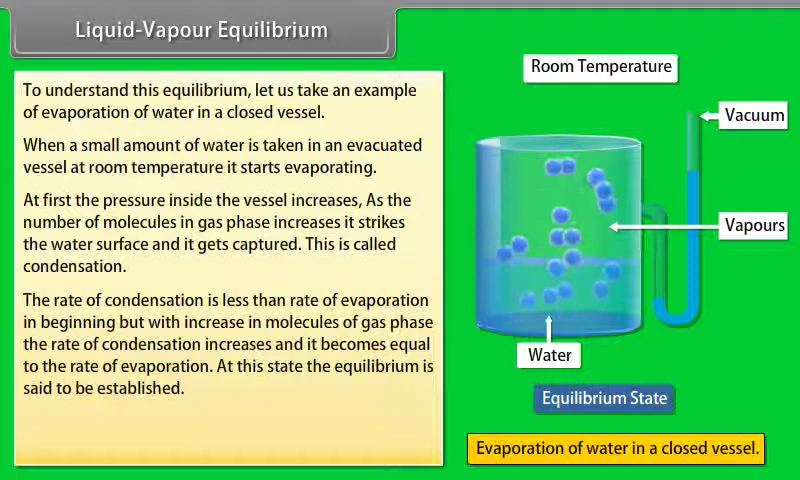 Liquid-Vapour Equilibrium
To understand this equilibrium, let us take an example
of evaporation of water in a closed vessel.
When a small amount of water is taken in an evacuated
vessel at room temperature it starts evaporating.
At first the pressure inside the vessel increases, As the
number of molecules in gas phase increases it strikes
the water surface and it gets captured. This is called
condensation.
The rate of condensation is less than rate of evaporation
in beginning but with increase in molecules of gas phase
the rate of condensation increases and it becomes equal
to the rate of evaporation. At this state the equilibrium is
said to be established.
Room Temperature
Vacuum
Vapours
Water
Equilibrium State
Evaporation of water in a closed vessel.